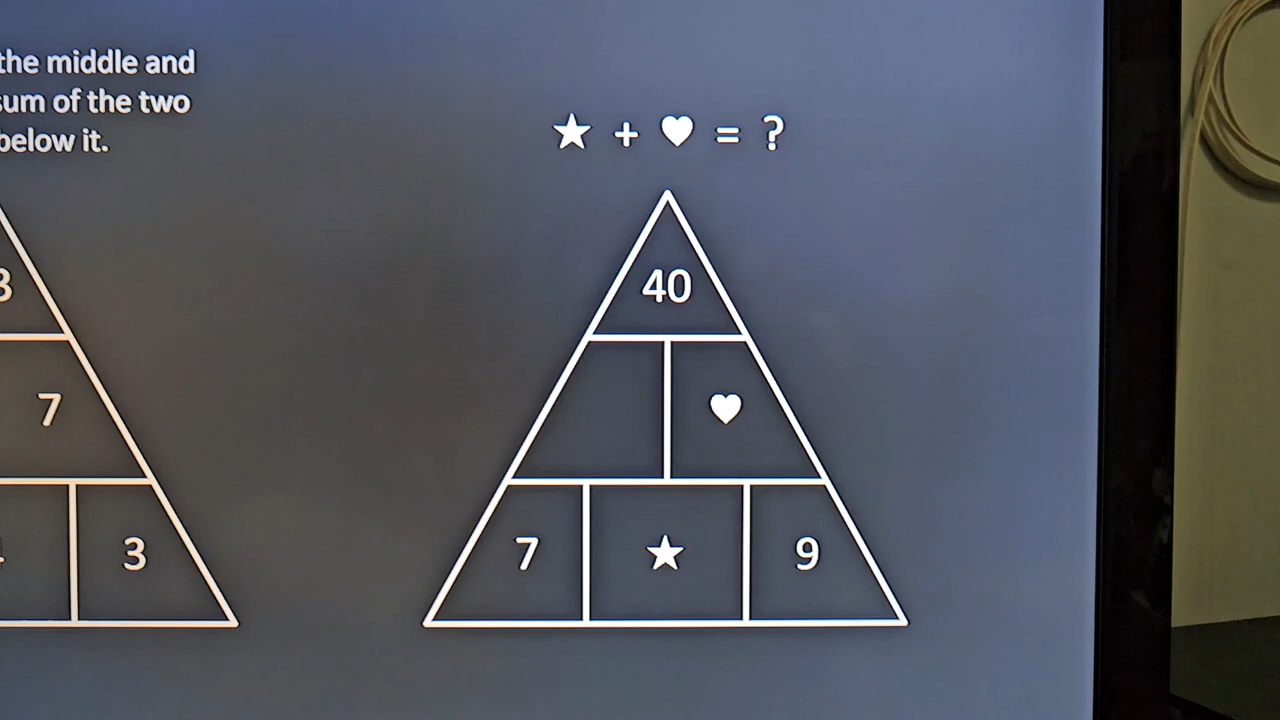 the middle and
sum of the two
below it.
★ + ♥ = ?
40
7
♥
7
★
9
3